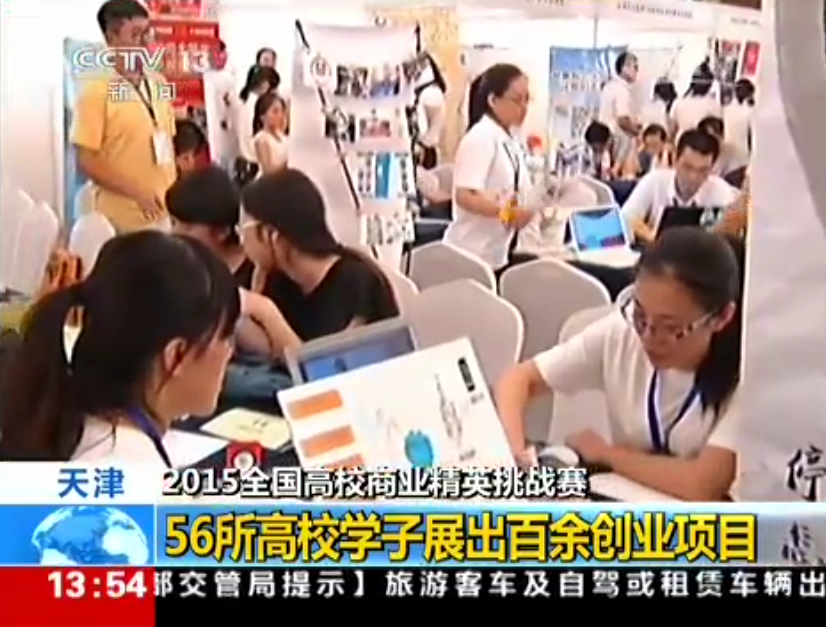 CCTV 13
新闻
天津
2015全国高校商业精英挑战赛
56所高校学子展出百余创业项目
13:54
部交管局提示】旅游客车及自驾或租赁车辆出
停